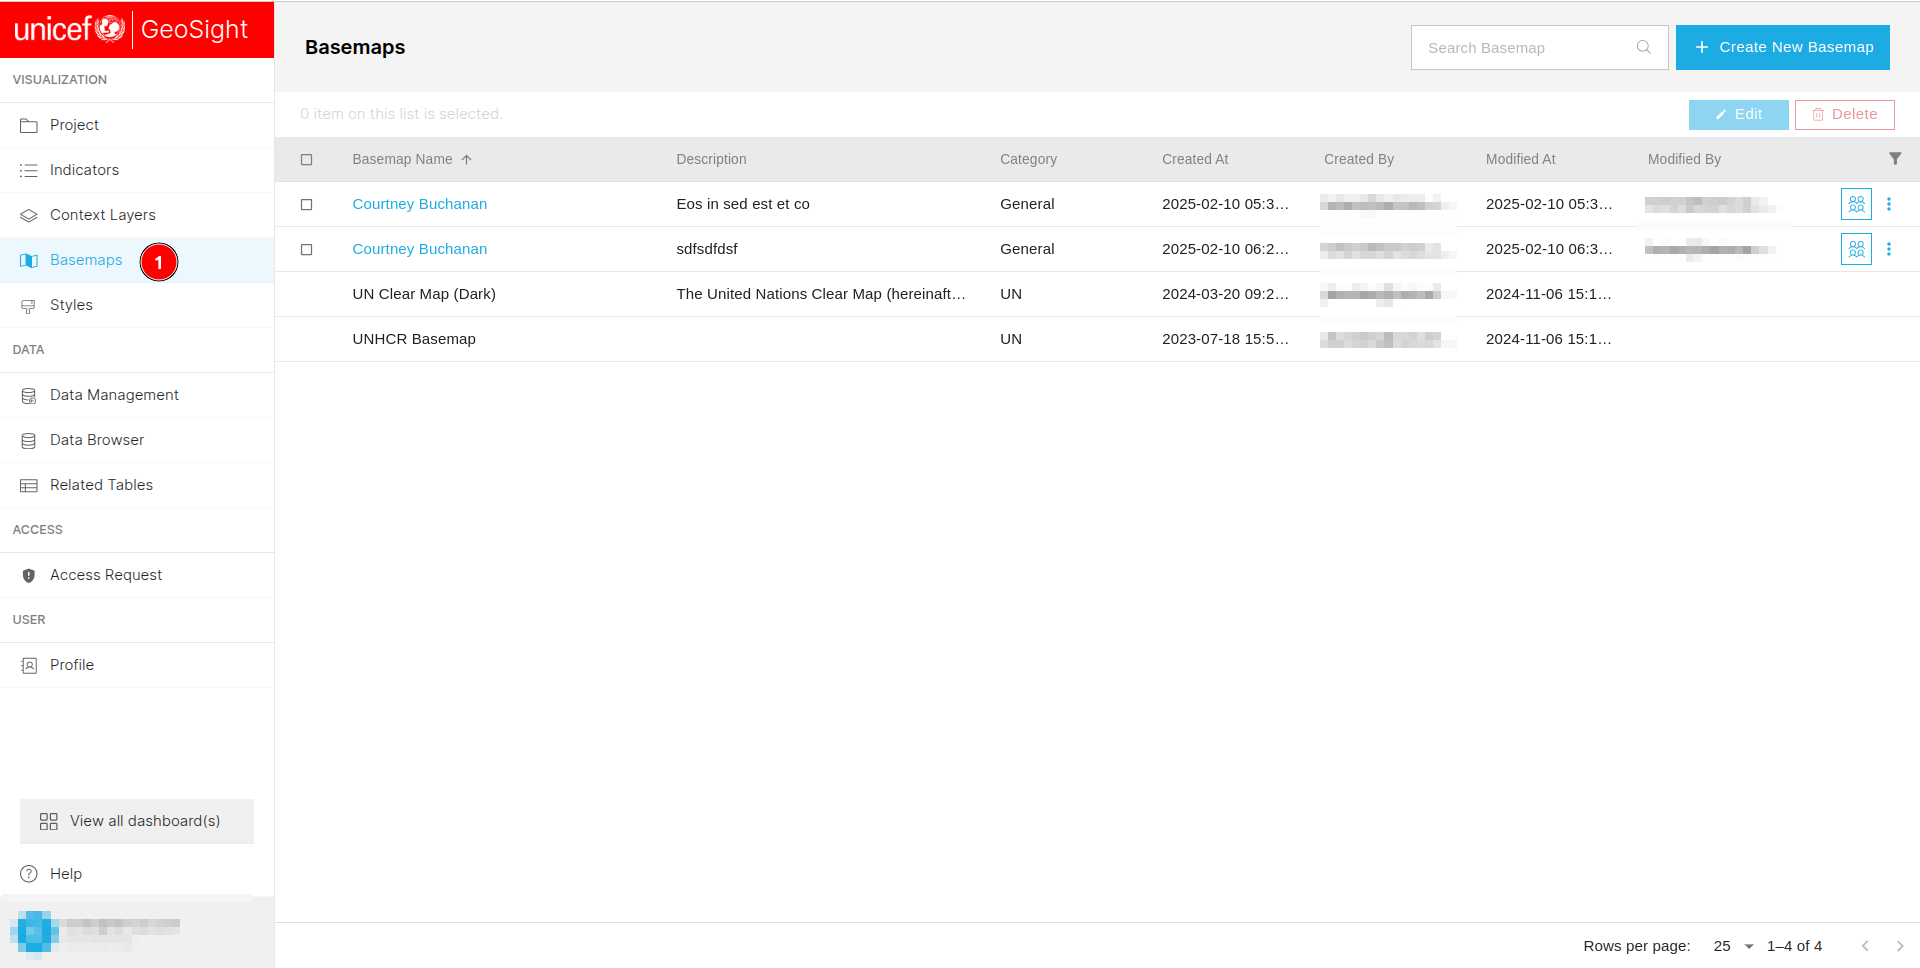 unicef GeoSight
VISUALIZATION
Project
Indicators
Context Layers
Basemaps 1
Styles
DATA
Data Management
Data Browser
Related Tables
ACCESS
Access Request
USER
Profile
View all dashboard(s)
Help
Basemaps
Search Basemap
Create New Basemap
0 item on this list is selected.
Edit Delete
Basemap Name Description Category Created At Created By Modified At Modified By
Courtney Buchanan Eos in sed est et co General 2025-02-10 05:3... 2025-02-10 05:3...
Courtney Buchanan sdfsdfdsf General 2025-02-10 06:2... 2025-02-10 06:3...
UN Clear Map (Dark) The United Nations Clear Map (hereinaft... UN 2024-03-20 09:2... 2024-11-06 15:1...
UNHCR Basemap UN 2023-07-18 15:5... 2024-11-06 15:1...
Rows per page: 25 1–4 of 4